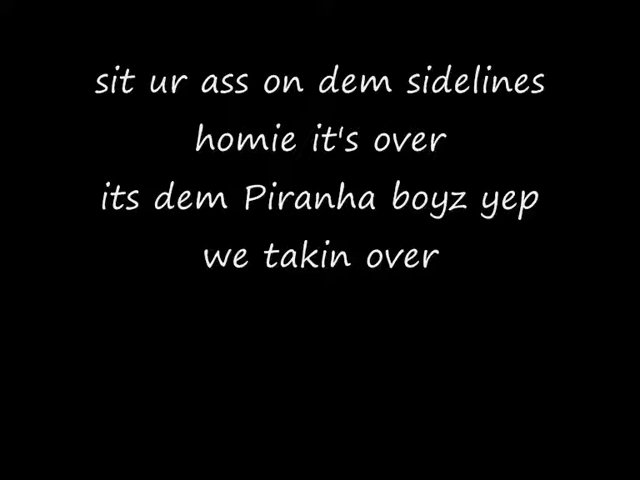 sit ur ass on dem sidelines
homie it's over
its dem Piranha boyz yep
we takin over